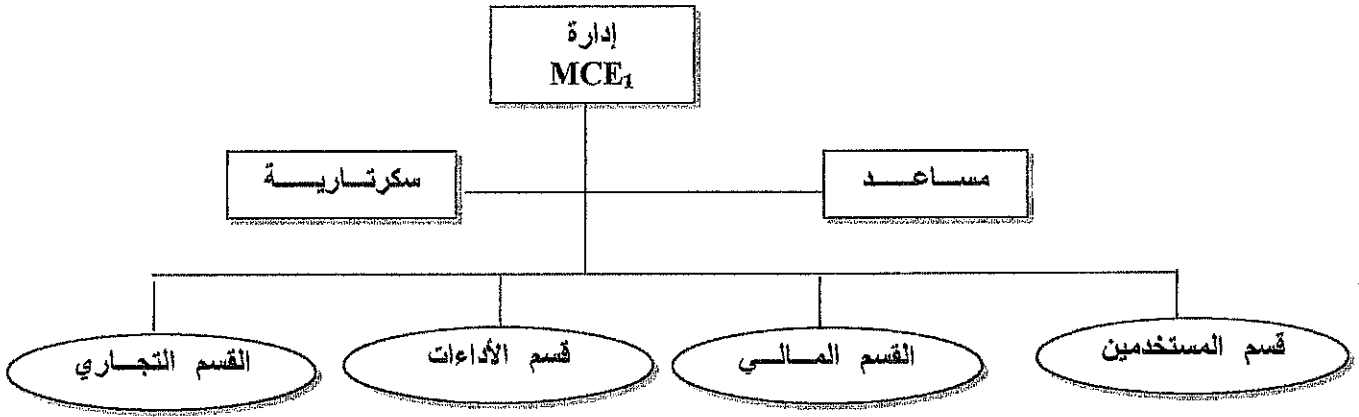 إدارة
MCE₁
مساعد
سكرتارية
قسم المستخدمين
القسم المالي
قسم الأداءات
القسم التجاري